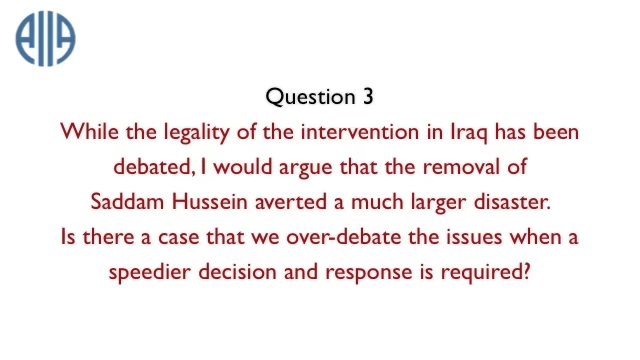 AIIA
Question 3
While the legality of the intervention in Iraq has been
debated, I would argue that the removal of
Saddam Hussein averted a much larger disaster.
Is there a case that we over-debate the issues when a
speedier decision and response is required?